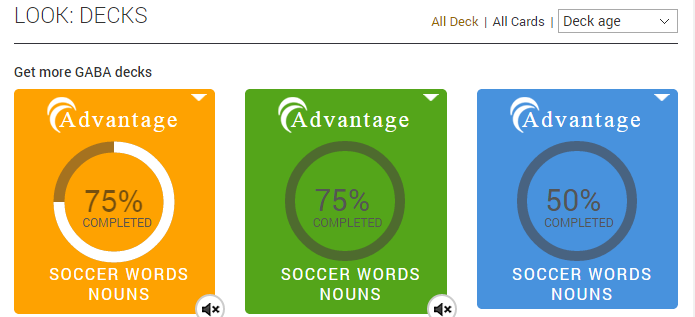 LOOK: DECKS
All Deck | All Cards | Deck age
Get more GABA decks
Advantage
75%
COMPLETED
SOCCER WORDS
NOUNS
Advantage
75%
COMPLETED
SOCCER WORDS
NOUNS
Advantage
50%
COMPLETED
SOCCER WORDS
NOUNS